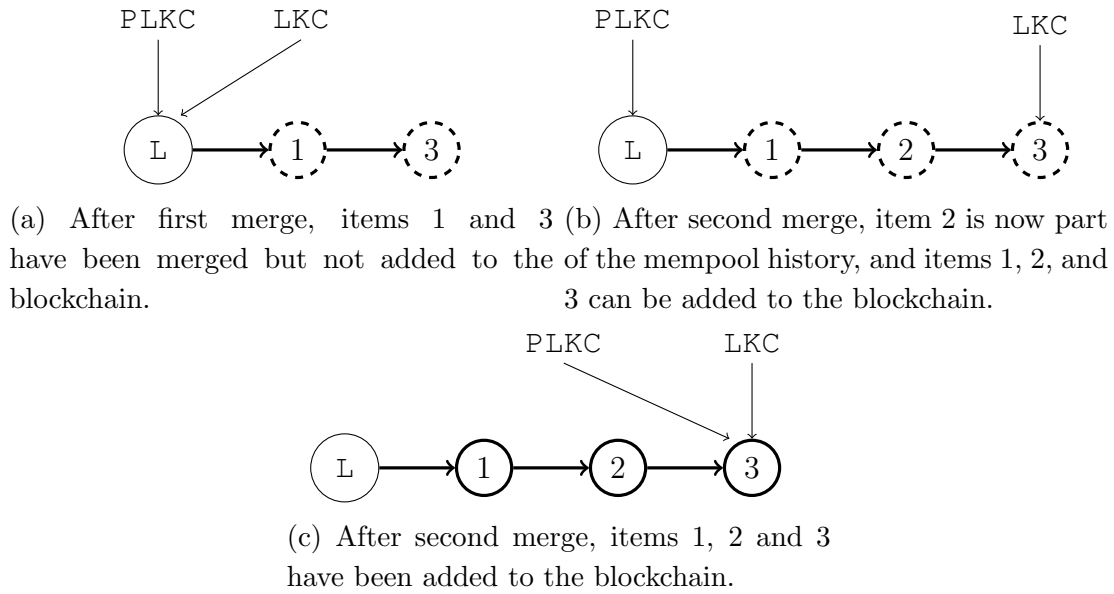 PLKC LKC
L 1 3
(a) After first merge, items 1 and 3
have been merged but not added to the
blockchain.
PLKC LKC
L 1 2 3
(b) After second merge, item 2 is now part
of the mempool history, and items 1, 2, and
3 can be added to the blockchain.
PLKC LKC
L 1 2 3
(c) After second merge, items 1, 2 and 3
have been added to the blockchain.